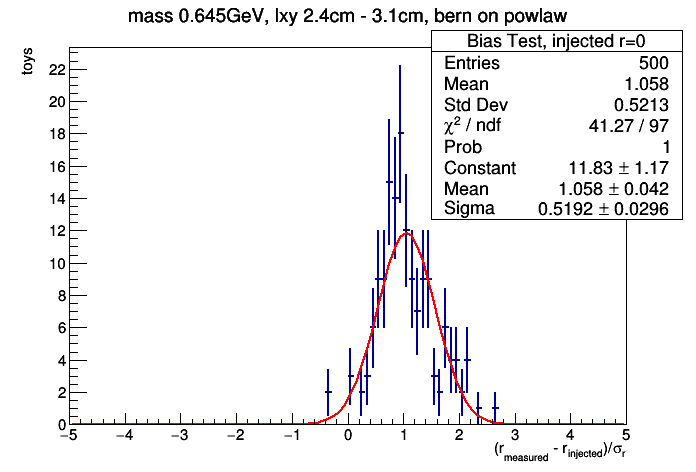 mass 0.645GeV, lxy 2.4cm - 3.1cm, bern on powlaw
toys
Bias Test, injected r=0
Entries 500
Mean 1.058
Std Dev 0.5213
χ² / ndf 41.27 / 97
Prob 1
Constant 11.83 ± 1.17
Mean 1.058 ± 0.042
Sigma 0.5192 ± 0.0296
22
20
18
16
14
12
10
8
6
4
2
0
−5 −4 −3 −2 −1 0 1 2 3 4 5
(r_measured - r_injected)/σ_r